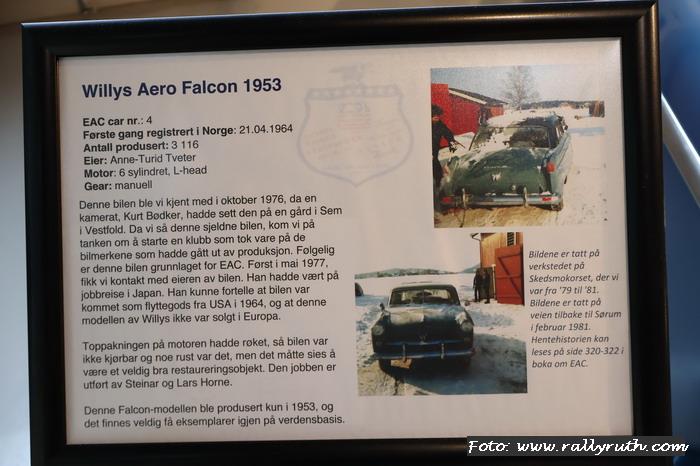 Willys Aero Falcon 1953
EAC car nr.: 4
Første gang registrert i Norge: 21.04.1964
Antall produsert: 3 116
Eier: Anne-Turid Tveter
Motor: 6 sylindret, L-head
Gear: manuell
Denne bilen ble vi kjent med i oktober 1976, da en
kamerat, Kurt Bødker, hadde sett den på en gård i Sem
i Vestfold. Da vi så denne sjeldne bilen, kom vi på
tanken om å starte en klubb som tok vare på de
bilmerkene som hadde gått ut av produksjon. Følgelig
er denne bilen grunnlaget for EAC. Først i mai 1977,
fikk vi kontakt med eieren av bilen. Han hadde vært på
jobbreise i Japan. Han kunne fortelle at bilen var
kommet som flyttegods fra USA i 1964, og at denne
modellen av Willys ikke var solgt i Europa.
Toppakningen på motoren hadde røket, så bilen var
ikke kjørbar og noe rust var det, men det måtte sies å
være et veldig bra restaureringsobjekt. Den jobben er
utført av Steinar og Lars Horne.
Denne Falcon-modellen ble produsert kun i 1953, og
det finnes veldig få eksemplarer igjen på verdensbasis.
Bildene er tatt på
verkstedet på
Skedsmokorset, der vi
var fra '79 til '81.
Bildene er tatt på
veien tilbake til Sørum
i februar 1981.
Hentehistorien kan
leses på side 320-322 i
boka om EAC.
Foto: www.rallyruth.com